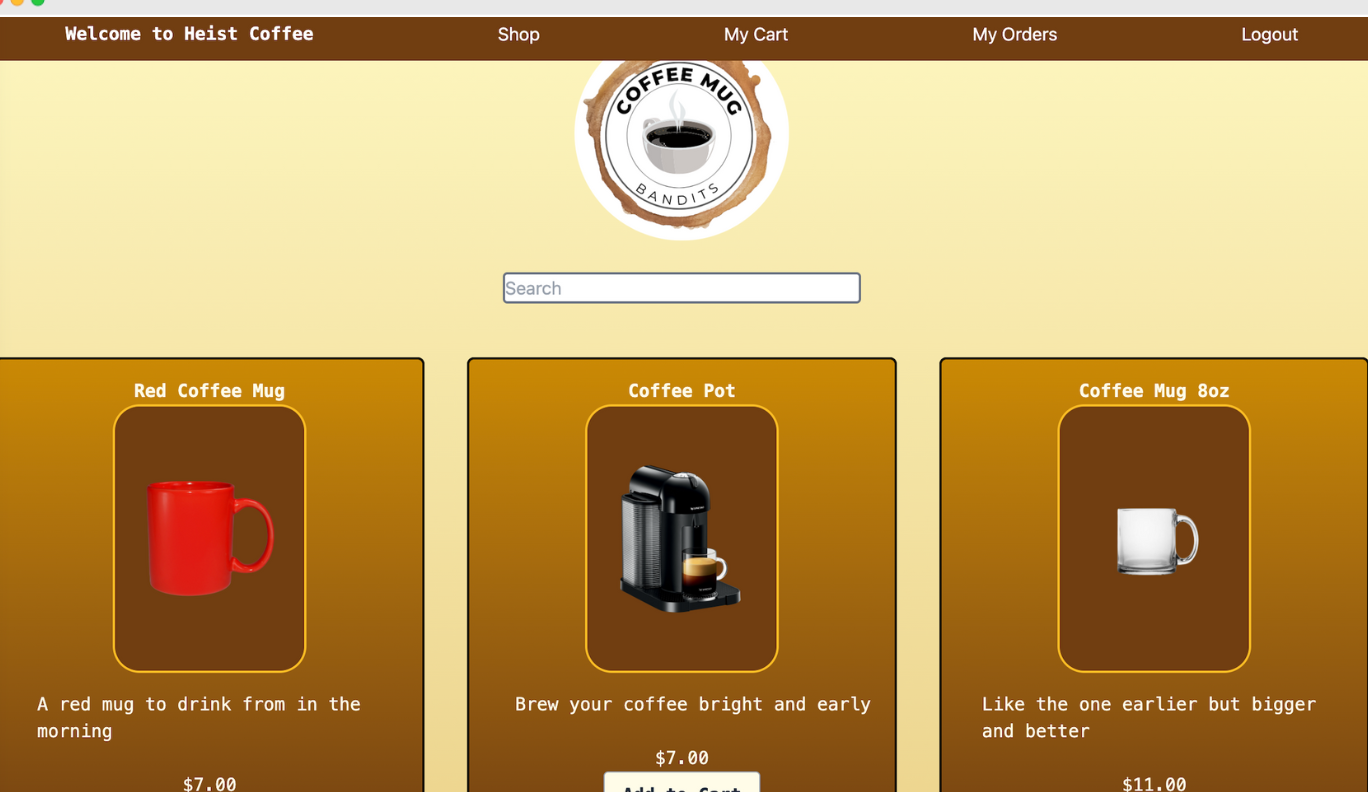 Welcome to Heist Coffee
Shop
My Cart
My Orders
Logout
COFFEE MUG
BANDITS
Search
Red Coffee Mug
Coffee Pot
Coffee Mug 8oz
A red mug to drink from in the
morning
$7.00
Brew your coffee bright and early
$7.00
Add to Cart
Like the one earlier but bigger
and better
$11.00